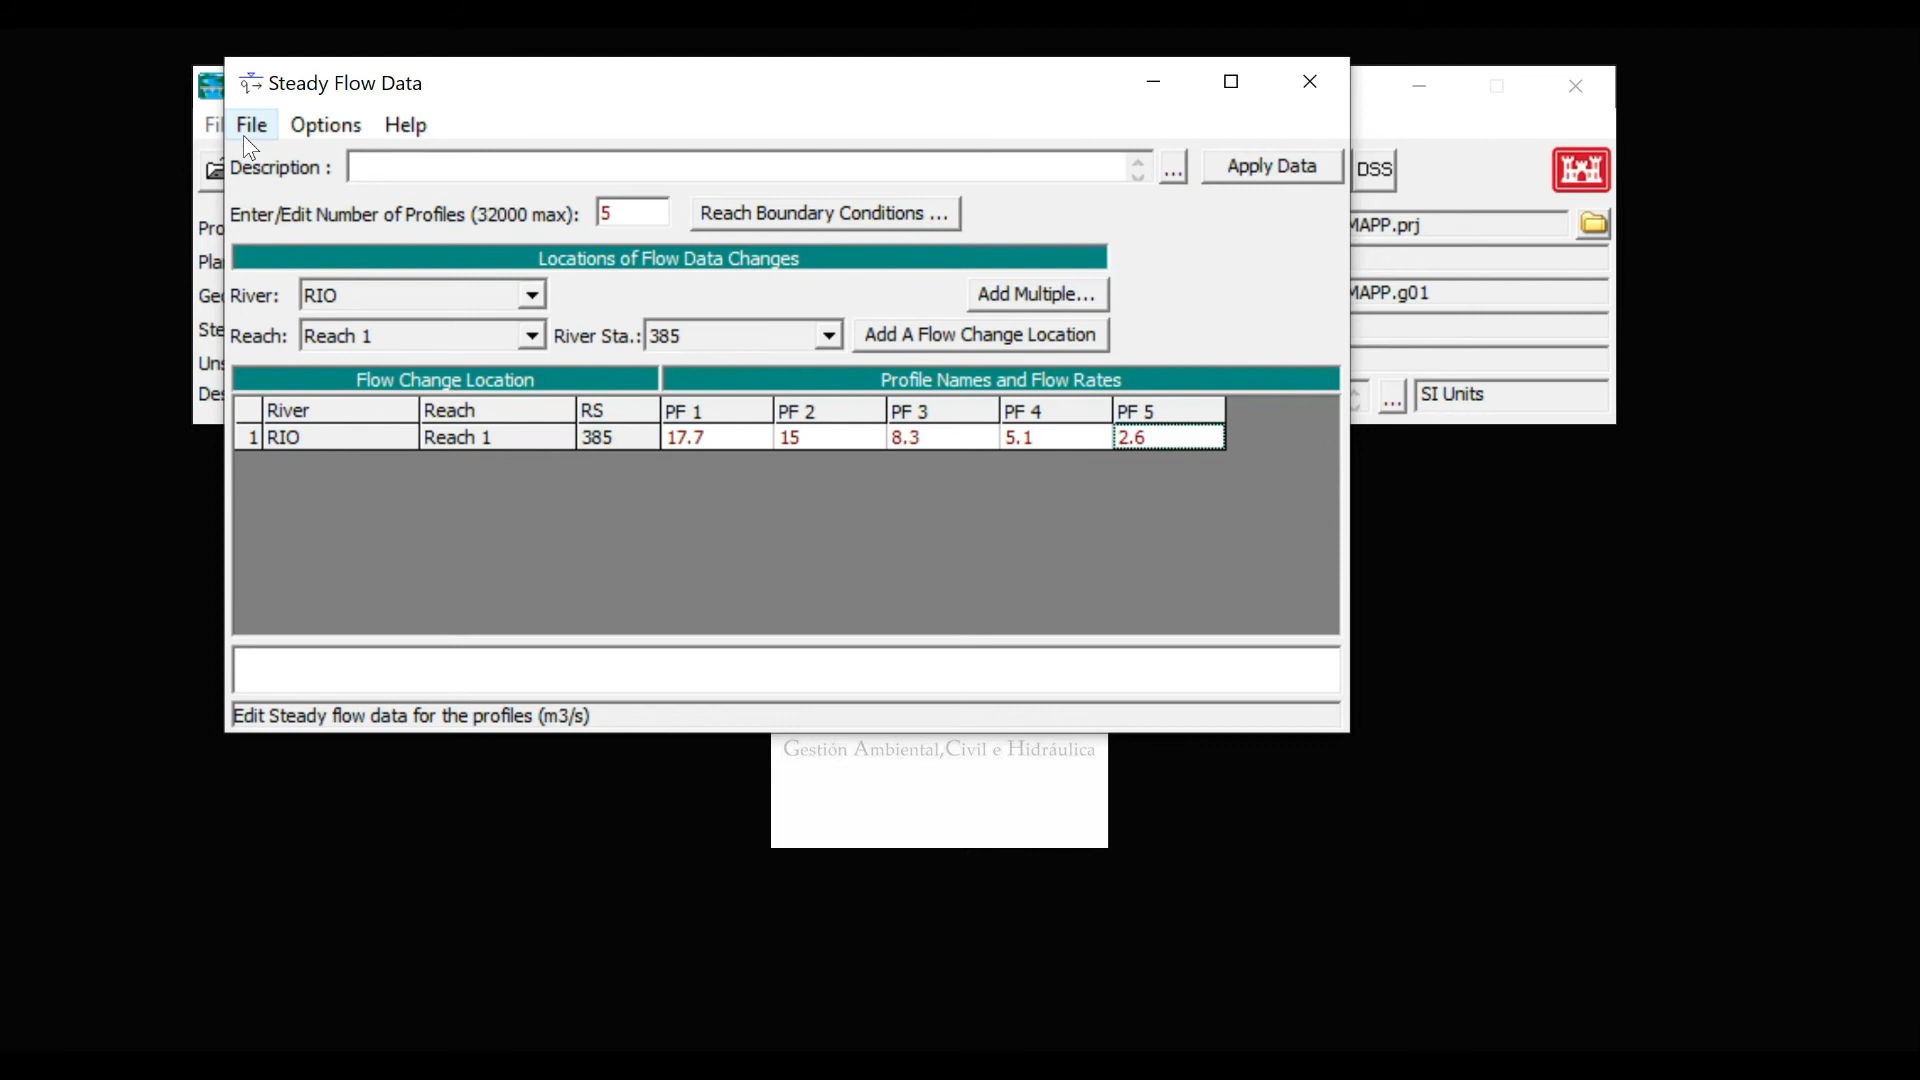 Steady Flow Data
File Options Help
Description : ... Apply Data DSS
Enter/Edit Number of Profiles (32000 max): 5 Reach Boundary Conditions ... MAPP.prj
Locations of Flow Data Changes
River: RIO Add Multiple... MAPP.g01
Reach: Reach 1 River Sta.: 385 Add A Flow Change Location
Flow Change Location Profile Names and Flow Rates
... SI Units
River Reach RS PF 1 PF 2 PF 3 PF 4 PF 5
1 RIO Reach 1 385 17.7 15 8.3 5.1 2.6
Edit Steady flow data for the profiles (m3/s)
Gestión Ambiental,Civil e Hidráulica